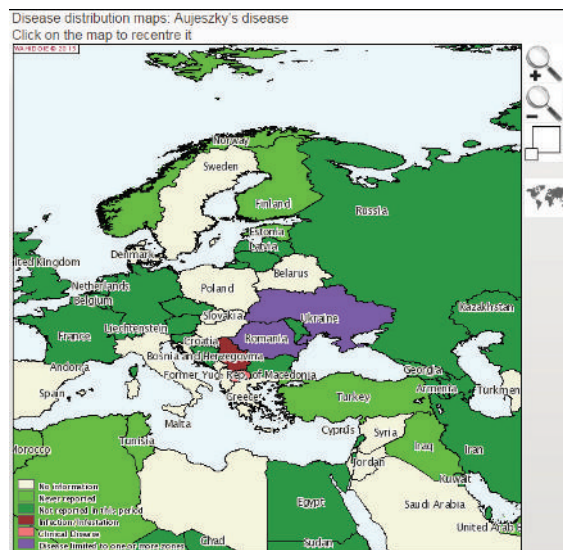 Disease distribution maps: Aujeszky's disease
Click on the map to recentre it
WAHID OIE © 2015
Norway
Sweden
Finland
Russia
Estonia
Latvia
Denmark
United Kingdom
Netherlands
Belgium
Belarus
Poland
Slovakia
Ukraine
Kazakhstan
France
Liechtenstein
Croatia
Romania
Bosnia and Herzegovina
Andorra
Former Yug Rep of Macedonia
Georgia
Armenia
Spain
Greece
Turkey
Turkmen
Malta
Cyprus
Syria
Iraq
Iran
Tunisia
Morocco
Jordan
Kuwait
Egypt
Saudi Arabia
United Arab
Chad
Sudan
No information
Never reported
Not reported in this period
Infection/Infestation
Clinical Disease
Disease limited to one or more zones